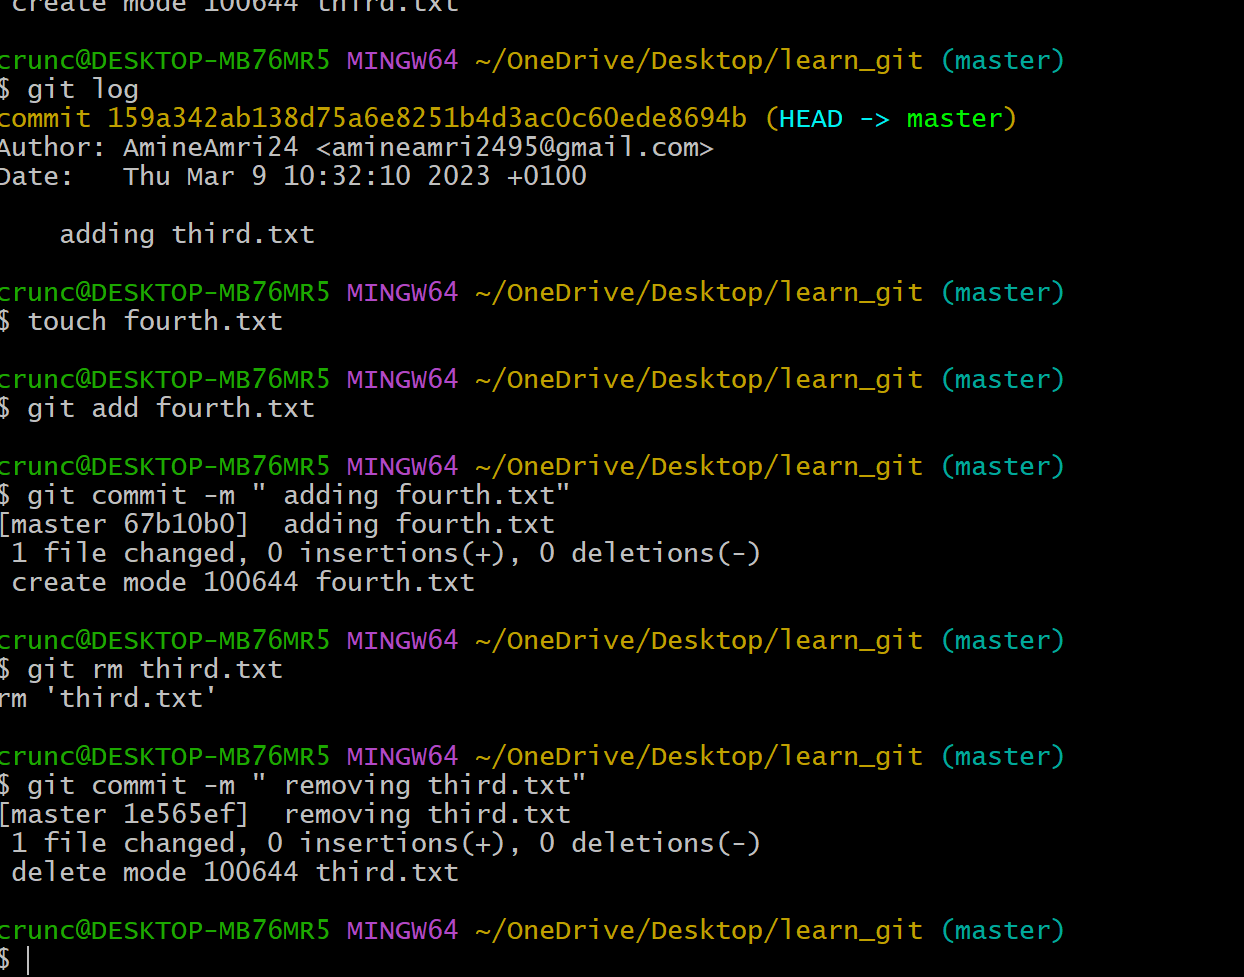 create mode 100644 third.txt
crunc@DESKTOP-MB76MR5 MINGW64 ~/OneDrive/Desktop/learn_git (master)
$ git log
commit 159a342ab138d75a6e8251b4d3ac0c60ede8694b (HEAD -> master)
Author: AmineAmri24 <amineamri2495@gmail.com>
Date:   Thu Mar 9 10:32:10 2023 +0100
    adding third.txt
crunc@DESKTOP-MB76MR5 MINGW64 ~/OneDrive/Desktop/learn_git (master)
$ touch fourth.txt
crunc@DESKTOP-MB76MR5 MINGW64 ~/OneDrive/Desktop/learn_git (master)
$ git add fourth.txt
crunc@DESKTOP-MB76MR5 MINGW64 ~/OneDrive/Desktop/learn_git (master)
$ git commit -m " adding fourth.txt"
[master 67b10b0]  adding fourth.txt
 1 file changed, 0 insertions(+), 0 deletions(-)
 create mode 100644 fourth.txt
crunc@DESKTOP-MB76MR5 MINGW64 ~/OneDrive/Desktop/learn_git (master)
$ git rm third.txt
rm 'third.txt'
crunc@DESKTOP-MB76MR5 MINGW64 ~/OneDrive/Desktop/learn_git (master)
$ git commit -m " removing third.txt"
[master 1e565ef]  removing third.txt
 1 file changed, 0 insertions(+), 0 deletions(-)
 delete mode 100644 third.txt
crunc@DESKTOP-MB76MR5 MINGW64 ~/OneDrive/Desktop/learn_git (master)
$